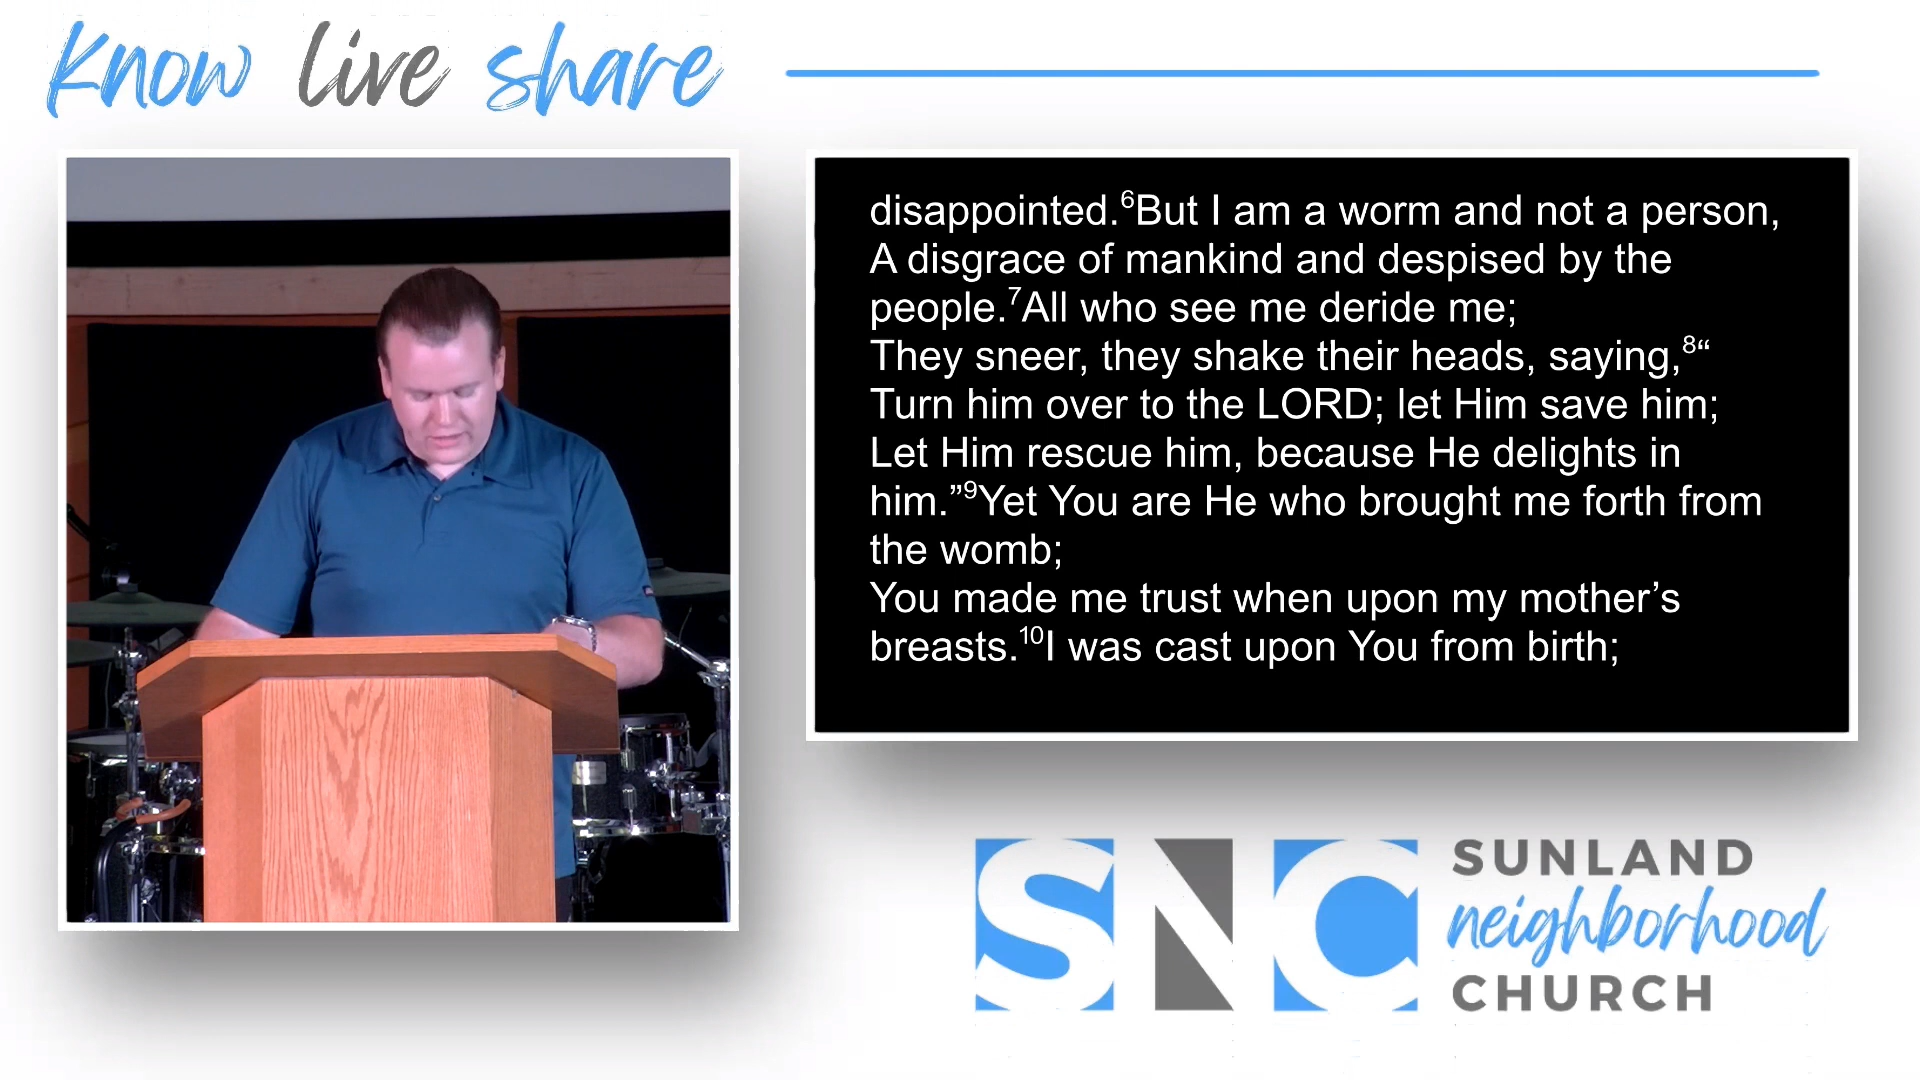 know live share
disappointed.⁶But I am a worm and not a person,
A disgrace of mankind and despised by the
people.⁷All who see me deride me;
They sneer, they shake their heads, saying,⁸“
Turn him over to the LORD; let Him save him;
Let Him rescue him, because He delights in
him.”⁹Yet You are He who brought me forth from
the womb;
You made me trust when upon my mother’s
breasts.¹⁰I was cast upon You from birth;
SNC
SUNLAND
neighborhood
CHURCH